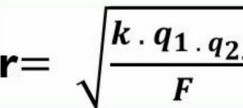 r= √(k . q₁ . q₂ / F)